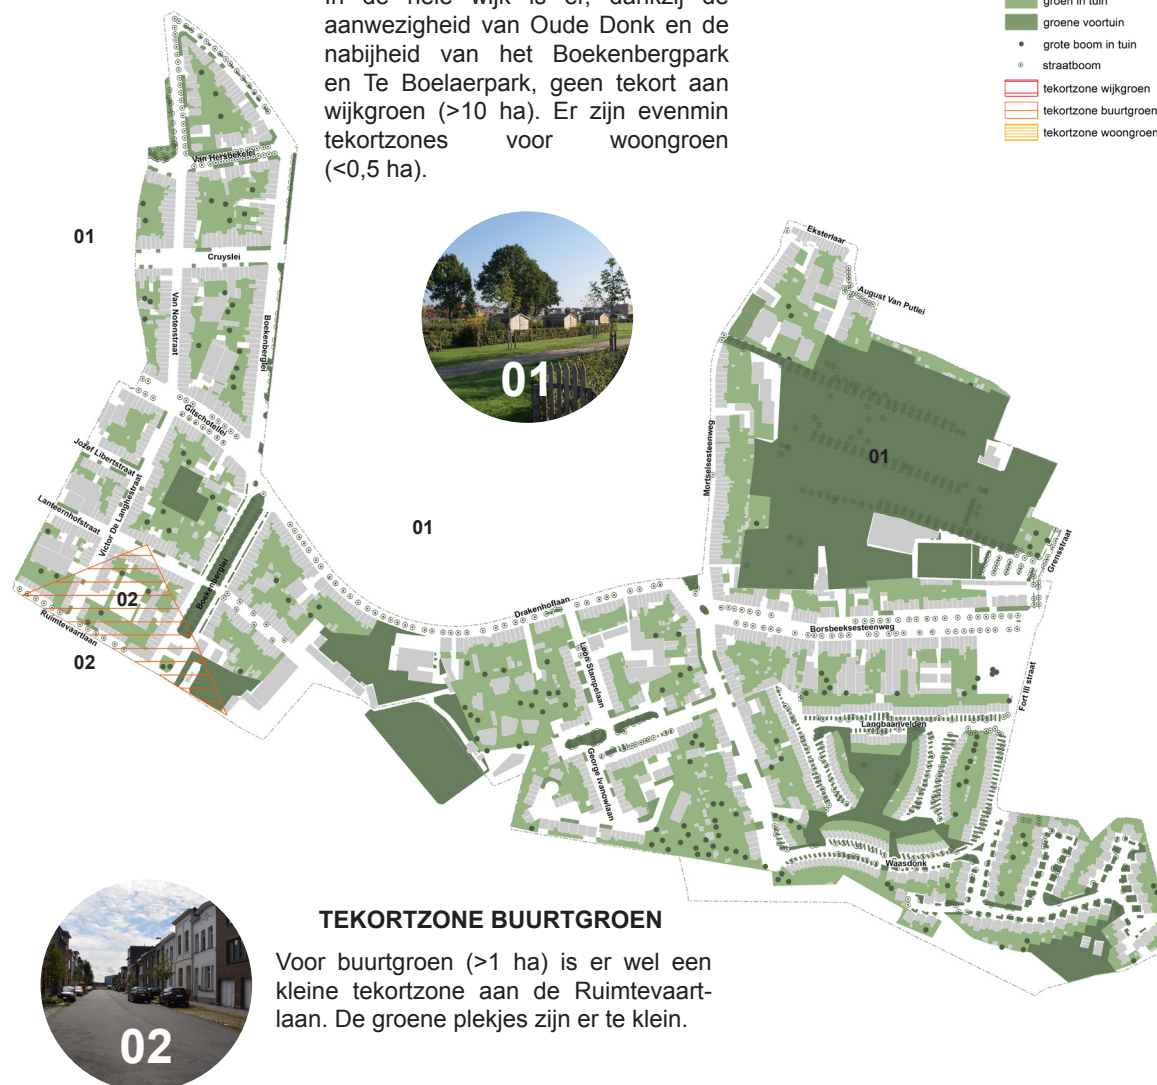 In de hele wijk is er, dankzij de
aanwezigheid van Oude Donk en de
nabijheid van het Boekenbergpark
en Te Boelaerpark, geen tekort aan
wijkgroen (>10 ha). Er zijn evenmin
tekortzones voor woongroen
(<0,5 ha).
groen in tuin
groene voortuin
grote boom in tuin
straatboom
tekortzone wijkgroen
tekortzone buurtgroen
tekortzone woongroen
Van Hersbekelei
01
Cruyslei
Van Notenstraat
Boekenberglei
Gitschotellei
Jozef Libertstraat
Lanteernhofstraat
Victor De Langhestraat
Boekenberglei
02
Ruimtevaartlaan
02
01
01
Eksterlaar
August Van Putlei
Mortselsesteenweg
01
Grensstraat
Drakenhoflaan
Borsbeeksesteenweg
Léon Stampelaan
Fort III straat
Langbaanvelden
George Ivanowlaan
Waasdonk
02
TEKORTZONE BUURTGROEN
Voor buurtgroen (>1 ha) is er wel een
kleine tekortzone aan de Ruimtevaart-
laan. De groene plekjes zijn er te klein.